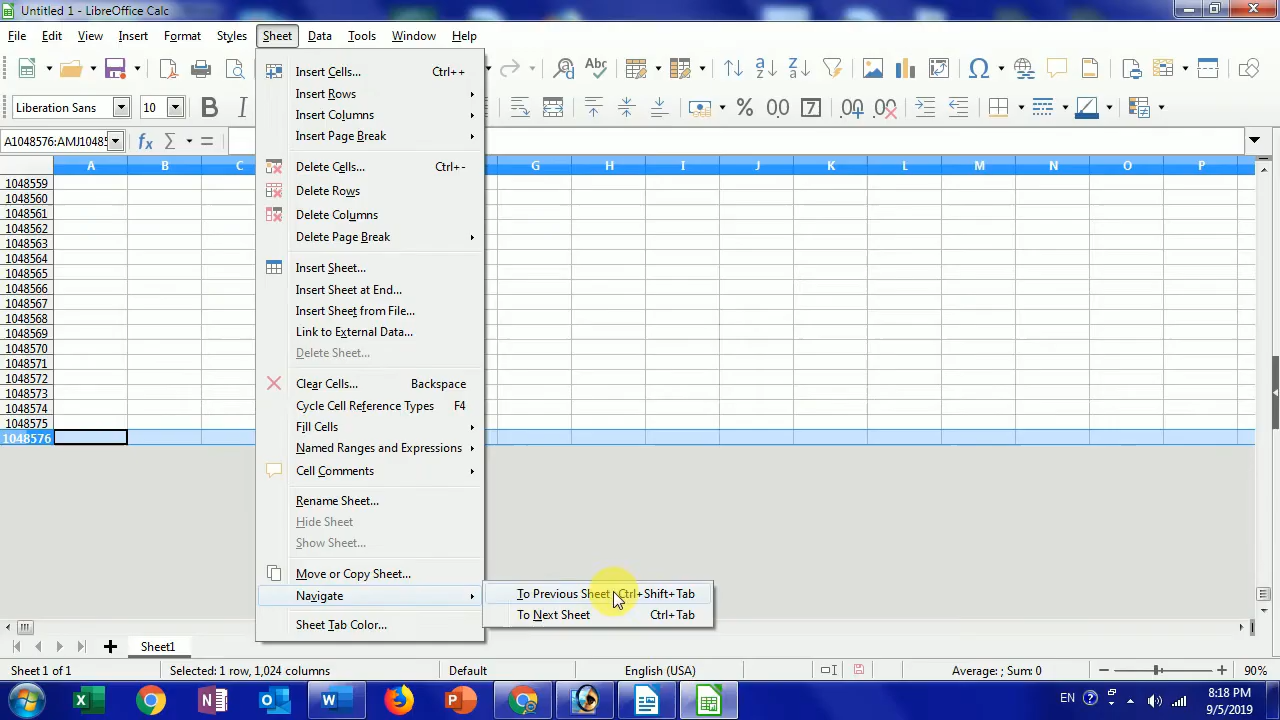 Untitled 1 - LibreOffice Calc
File Edit View Insert Format Styles Sheet Data Tools Window Help
Liberation Sans 10
A1048576:AMJ1048
A B C G H I J K L M N O P
1048559
1048560
1048561
1048562
1048563
1048564
1048565
1048566
1048567
1048568
1048569
1048570
1048571
1048572
1048573
1048574
1048575
1048576
Insert Cells... Ctrl++
Insert Rows
Insert Columns
Insert Page Break
Delete Cells... Ctrl+-
Delete Rows
Delete Columns
Delete Page Break
Insert Sheet...
Insert Sheet at End...
Insert Sheet from File...
Link to External Data...
Delete Sheet...
Clear Cells... Backspace
Cycle Cell Reference Types F4
Fill Cells
Named Ranges and Expressions
Cell Comments
Rename Sheet...
Hide Sheet
Show Sheet...
Move or Copy Sheet...
Navigate
Sheet Tab Color...
To Previous Sheet Ctrl+Shift+Tab
To Next Sheet Ctrl+Tab
Sheet1
Sheet 1 of 1 Selected: 1 row, 1,024 columns Default English (USA) Average: ; Sum: 0 90%
EN 8:18 PM
9/5/2019